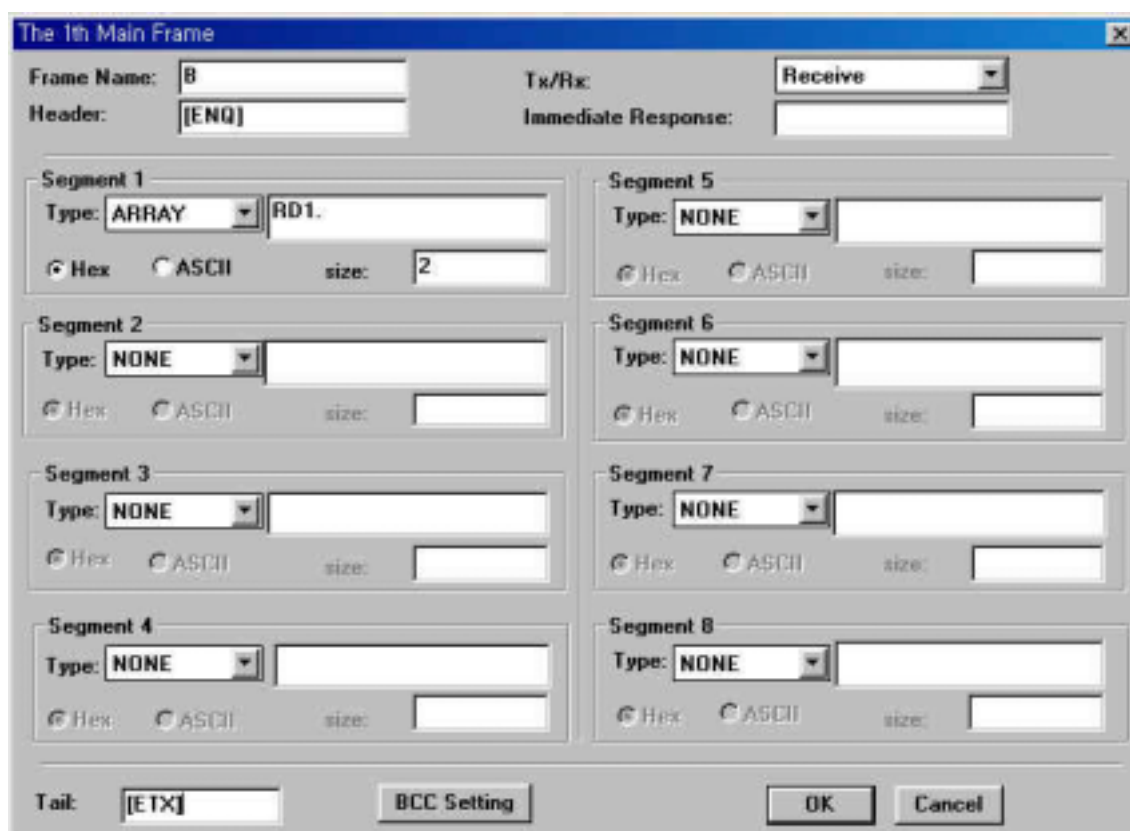 The 1th Main Frame
Frame Name: B
Tx/Rx: Receive
Header: [ENQ]
Immediate Response:
Segment 1
Type: ARRAY RD1.
Hex ASCII size: 2
Segment 2
Type: NONE
Hex ASCII size:
Segment 3
Type: NONE
Hex ASCII size:
Segment 4
Type: NONE
Hex ASCII size:
Segment 5
Type: NONE
Hex ASCII size:
Segment 6
Type: NONE
Hex ASCII size:
Segment 7
Type: NONE
Hex ASCII size:
Segment 8
Type: NONE
Hex ASCII size:
Tail: [ETX]
BCC Setting
OK
Cancel